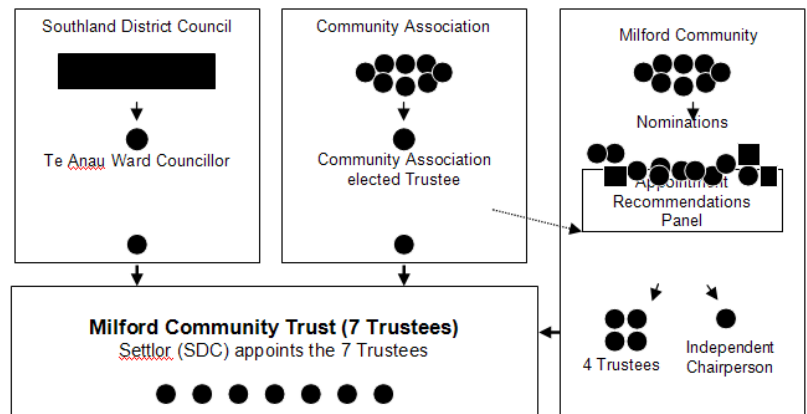 Southland District Council
Te Anau Ward Councillor
Community Association
Community Association
elected Trustee
Milford Community
Nominations
Appointment
Recommendations
Panel
4 Trustees
Independent
Chairperson
Milford Community Trust (7 Trustees)
Settlor (SDC) appoints the 7 Trustees